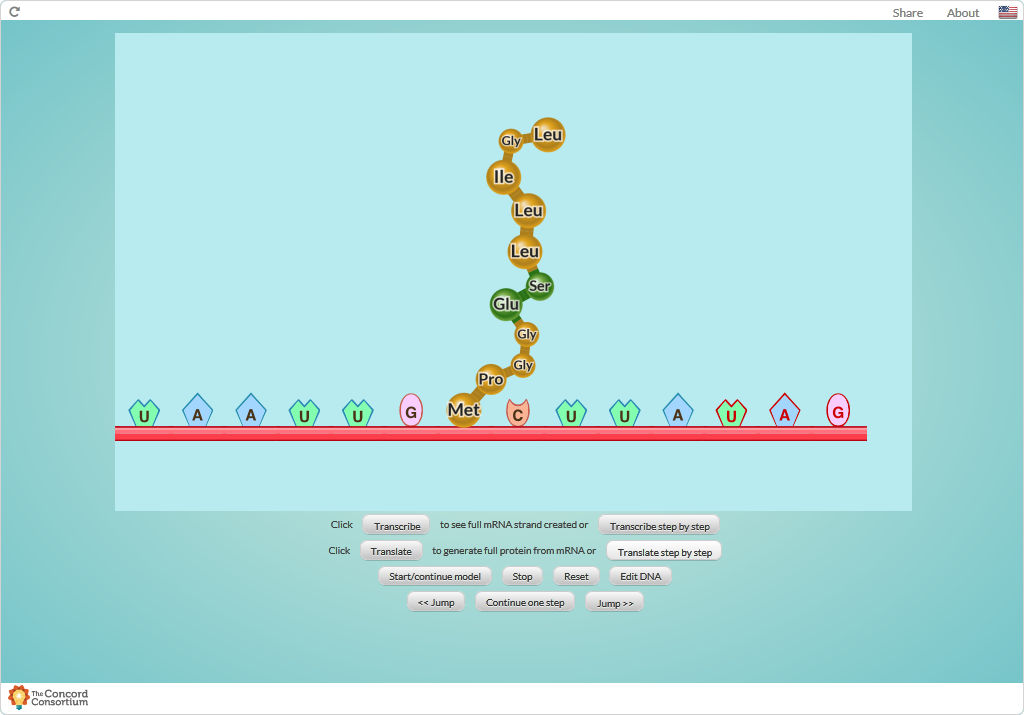 Share About
Gly Leu
Ile
Leu
Leu
Ser
Glu
Gly
Gly
Pro
U A A U U G Met C U U A U A G
Click Transcribe to see full mRNA strand created or Transcribe step by step
Click Translate to generate full protein from mRNA or Translate step by step
Start/continue model Stop Reset Edit DNA
<< Jump Continue one step Jump >>
The Concord
Consortium